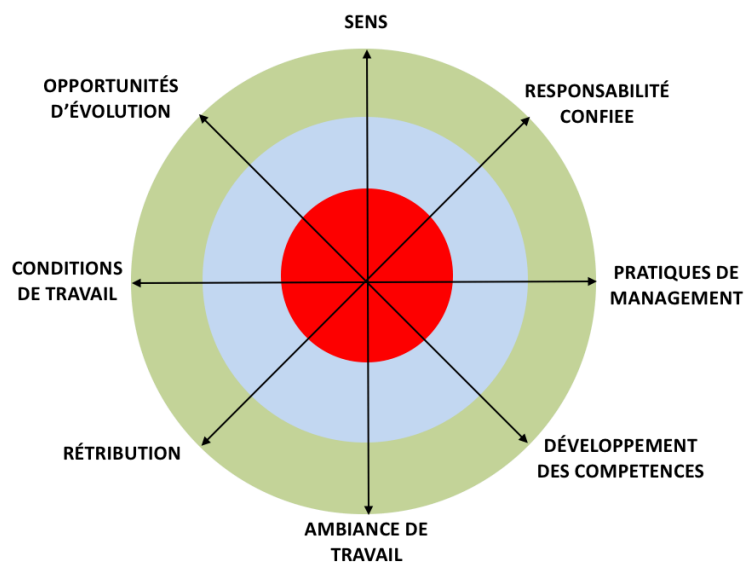 SENS
OPPORTUNITÉS
D'ÉVOLUTION
RESPONSABILITÉ
CONFIEE
CONDITIONS
DE TRAVAIL
PRATIQUES DE
MANAGEMENT
RÉTRIBUTION
DÉVELOPPEMENT
DES COMPETENCES
AMBIANCE DE
TRAVAIL